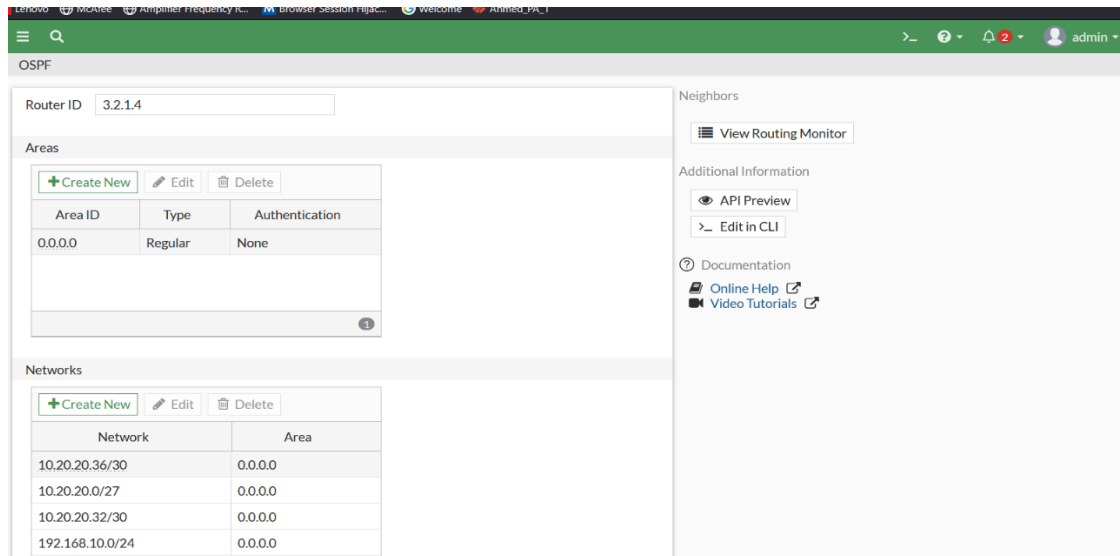 Lenovo McAfee Amplifier Frequency R... Browser Session Hijac... Welcome Ahmed_PA_1
>_ ? 2 admin
OSPF
Router ID 3.2.1.4
Areas
+ Create New Edit Delete
Area ID Type Authentication
0.0.0.0 Regular None
1
Networks
+ Create New Edit Delete
Network Area
10.20.20.36/30 0.0.0.0
10.20.20.0/27 0.0.0.0
10.20.20.32/30 0.0.0.0
192.168.10.0/24 0.0.0.0
Neighbors
View Routing Monitor
Additional Information
API Preview
>_ Edit in CLI
? Documentation
Online Help
Video Tutorials